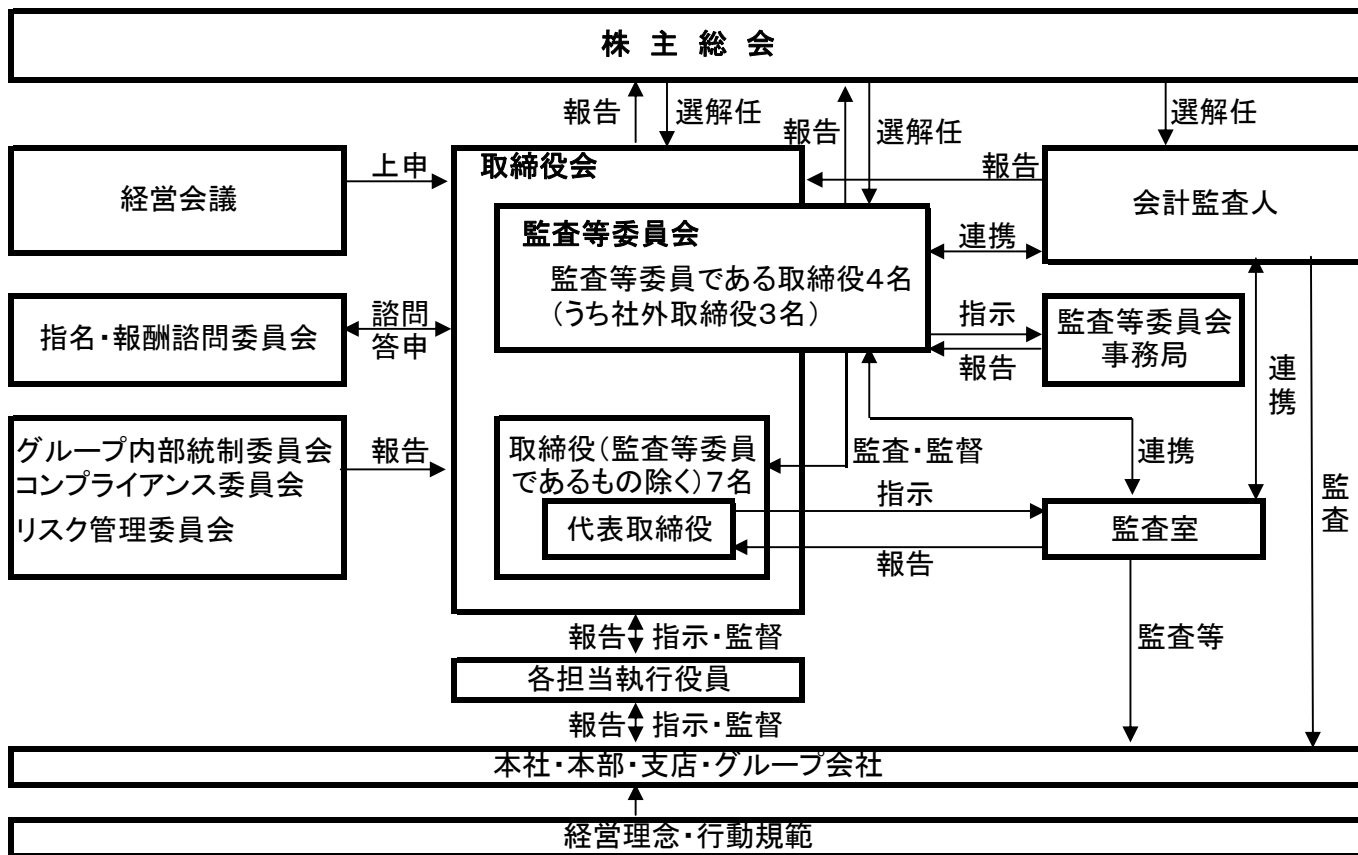 株 主 総 会
報告
選解任
報告
選解任
選解任
経営会議
上申
取締役会
報告
会計監査人
監査等委員会
監査等委員である取締役4名
(うち社外取締役3名)
連携
指名・報酬諮問委員会
諮問
答申
指示
報告
監査等委員会
事務局
連携
監査
グループ内部統制委員会
コンプライアンス委員会
リスク管理委員会
報告
取締役(監査等委員
であるもの除く)7名
監査・監督
連携
代表取締役
指示
報告
監査室
監査等
報告 指示・監督
各担当執行役員
報告 指示・監督
本社・本部・支店・グループ会社
経営理念・行動規範